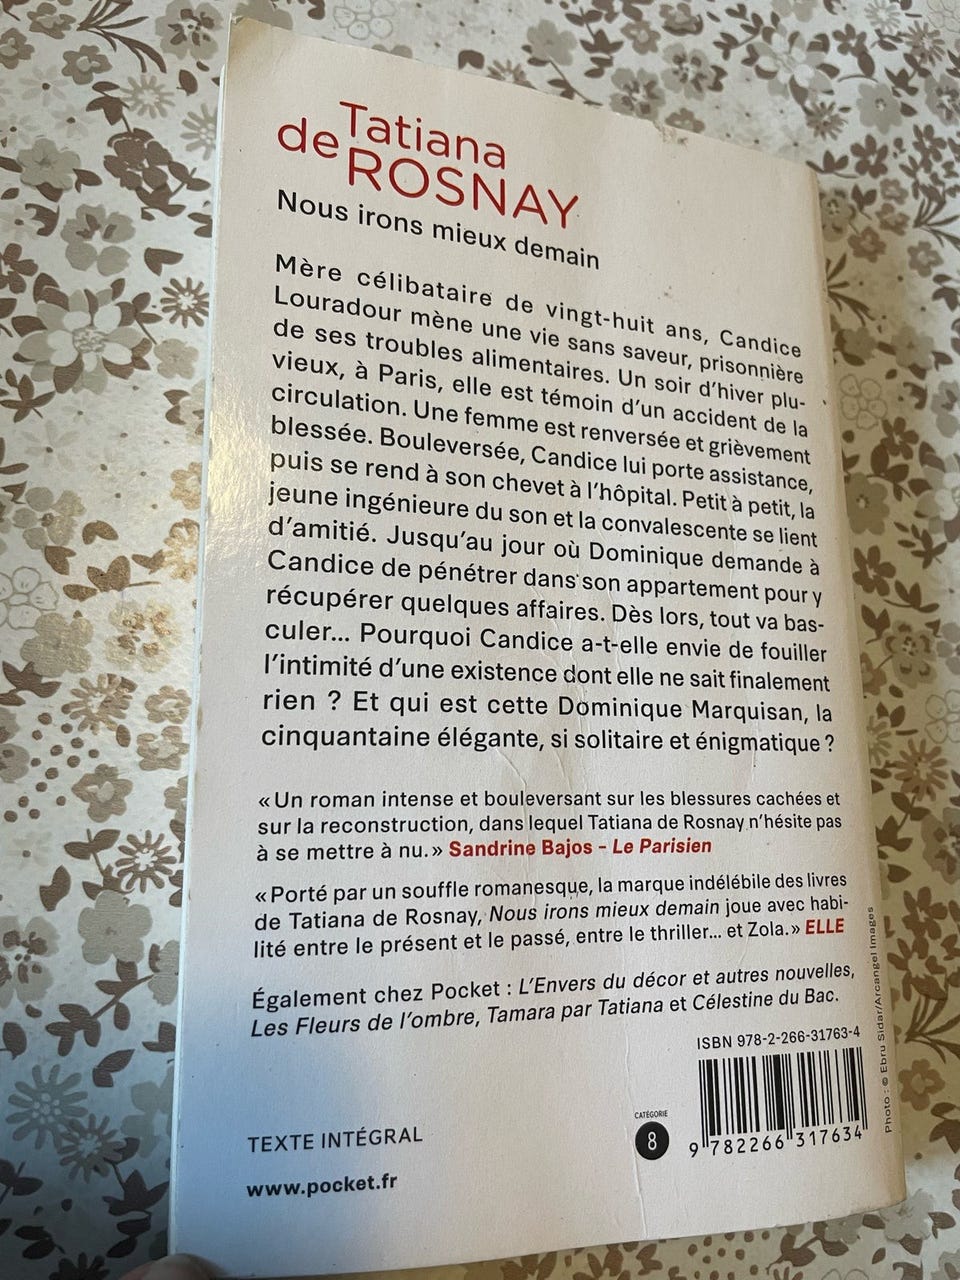 Tatiana
de ROSNAY
Nous irons mieux demain
Mère célibataire de vingt-huit ans, Candice
Louradour mène une vie sans saveur, prisonnière
de ses troubles alimentaires. Un soir d'hiver plu-
vieux, à Paris, elle est témoin d'un accident de la
circulation. Une femme est renversée et grièvement
blessée. Bouleversée, Candice lui porte assistance,
puis se rend à son chevet à l'hôpital. Petit à petit, la
jeune ingénieure du son et la convalescente se lient
d'amitié. Jusqu'au jour où Dominique demande à
Candice de pénétrer dans son appartement pour y
récupérer quelques affaires. Dès lors, tout va bas-
culer... Pourquoi Candice a-t-elle envie de fouiller
l'intimité d'une existence dont elle ne sait finalement
rien ? Et qui est cette Dominique Marquisan, la
cinquantaine élégante, si solitaire et énigmatique ?
« Un roman intense et bouleversant sur les blessures cachées et
sur la reconstruction, dans lequel Tatiana de Rosnay n'hésite pas
à se mettre à nu. » Sandrine Bajos - Le Parisien
« Porté par un souffle romanesque, la marque indélébile des livres
de Tatiana de Rosnay, Nous irons mieux demain joue avec habi-
lité entre le présent et le passé, entre le thriller... et Zola. » ELLE
Également chez Pocket : L'Envers du décor et autres nouvelles,
Les Fleurs de l'ombre, Tamara par Tatiana et Célestine du Bac.
ISBN 978-2-266-31763-4
CATÉGORIE
8
9 782266 317634
TEXTE INTÉGRAL
www.pocket.fr
Photo : © Ebru Sidar/Arcangel Images